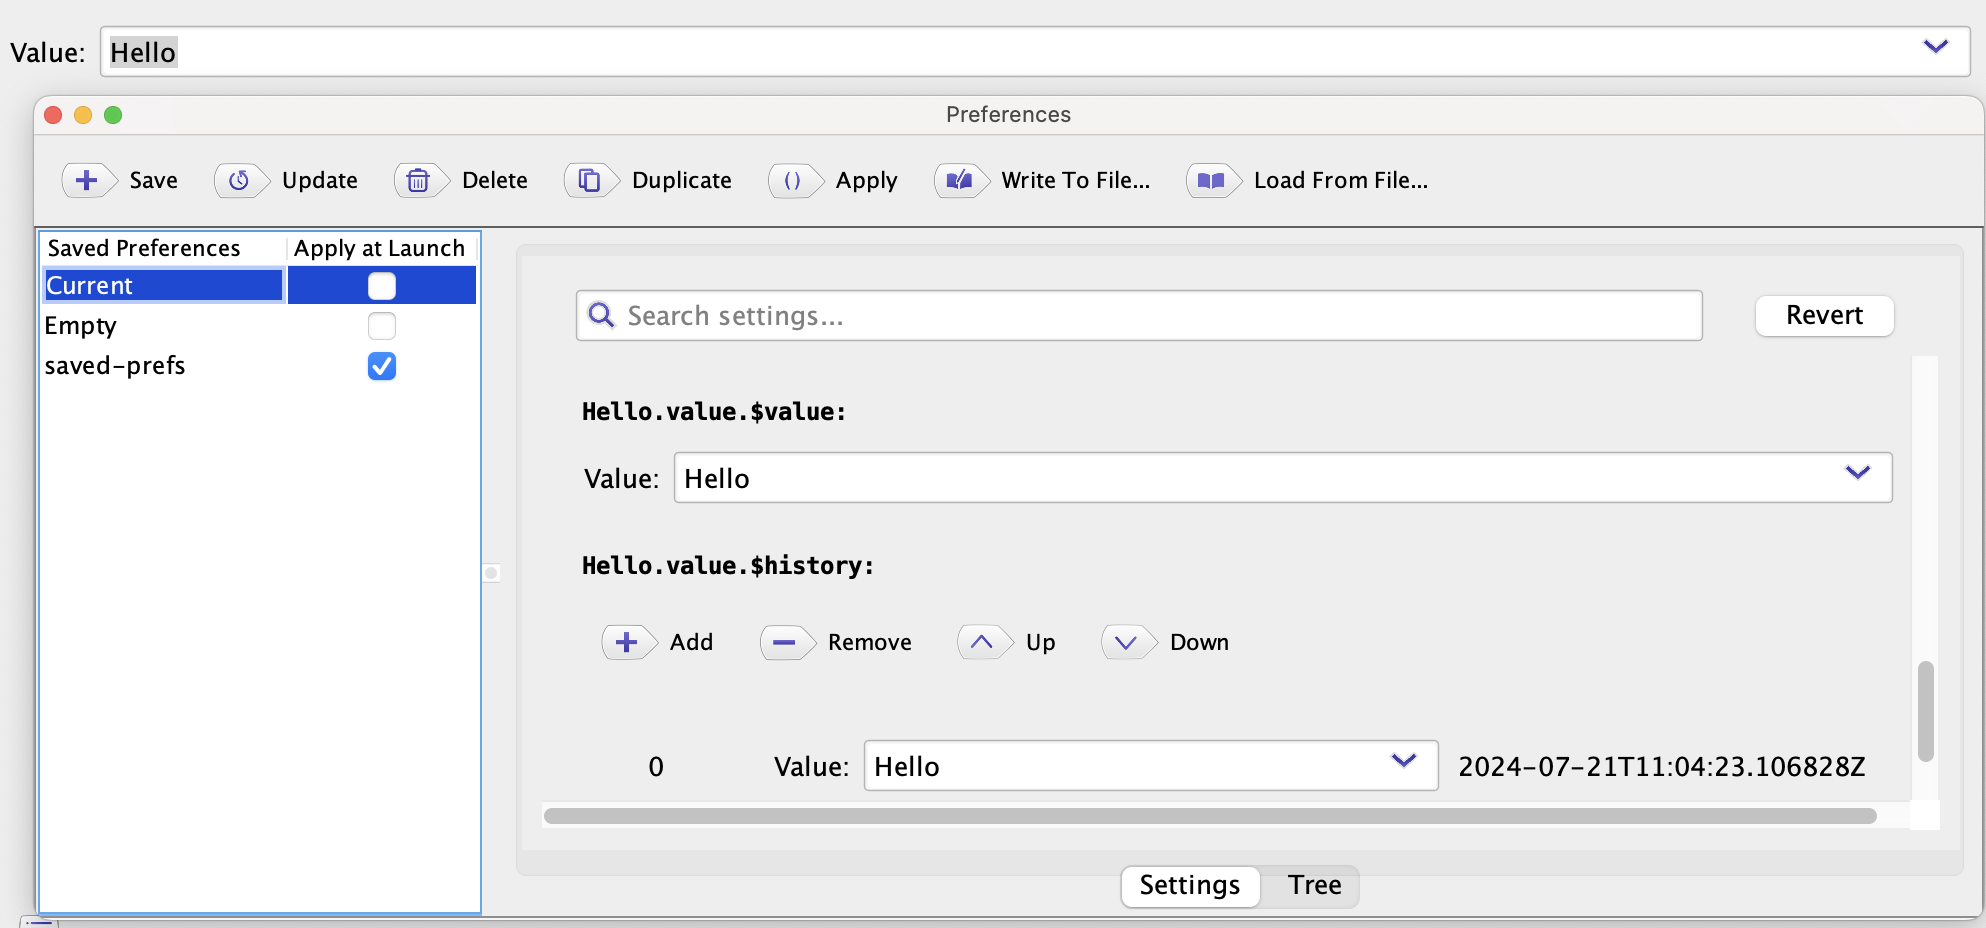 Value: Hello
Preferences
Save Update Delete Duplicate Apply Write To File... Load From File...
Saved Preferences Apply at Launch
Current
Empty
saved-prefs
Search settings... Revert
Hello.value.$value:
Value: Hello
Hello.value.$history:
Add Remove Up Down
0 Value: Hello 2024-07-21T11:04:23.106828Z
Settings Tree